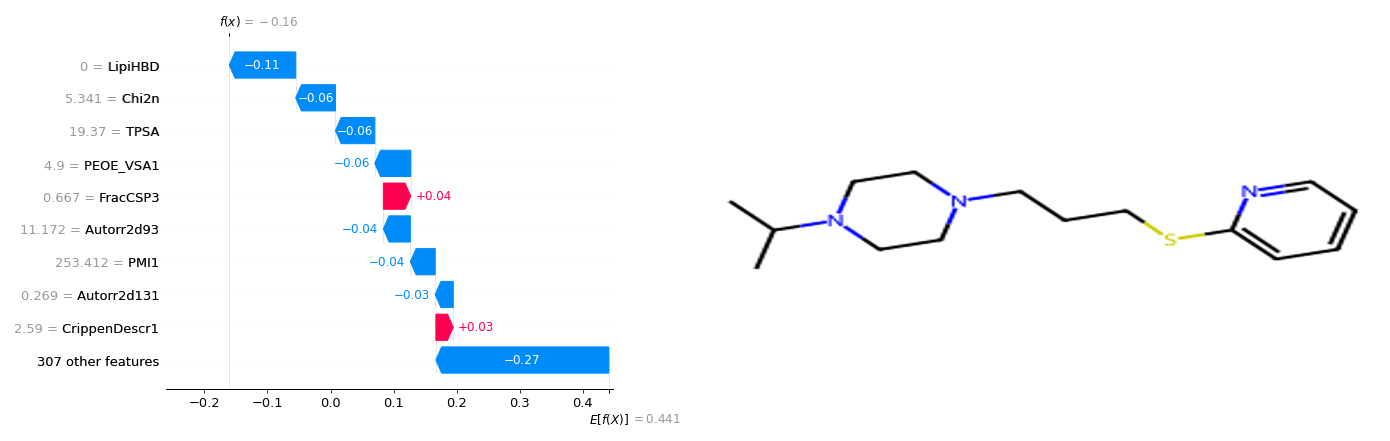 f(x) = −0.16
0 = LipiHBD
−0.11
5.341 = Chi2n
−0.06
19.37 = TPSA
−0.06
4.9 = PEOE_VSA1
−0.06
0.667 = FracCSP3
+0.04
11.172 = Autorr2d93
−0.04
253.412 = PMI1
−0.04
0.269 = Autorr2d131
−0.03
2.59 = CrippenDescr1
+0.03
307 other features
−0.27
−0.2 −0.1 0.0 0.1 0.2 0.3 0.4
E[f(X)] = 0.441
N
N
S
N